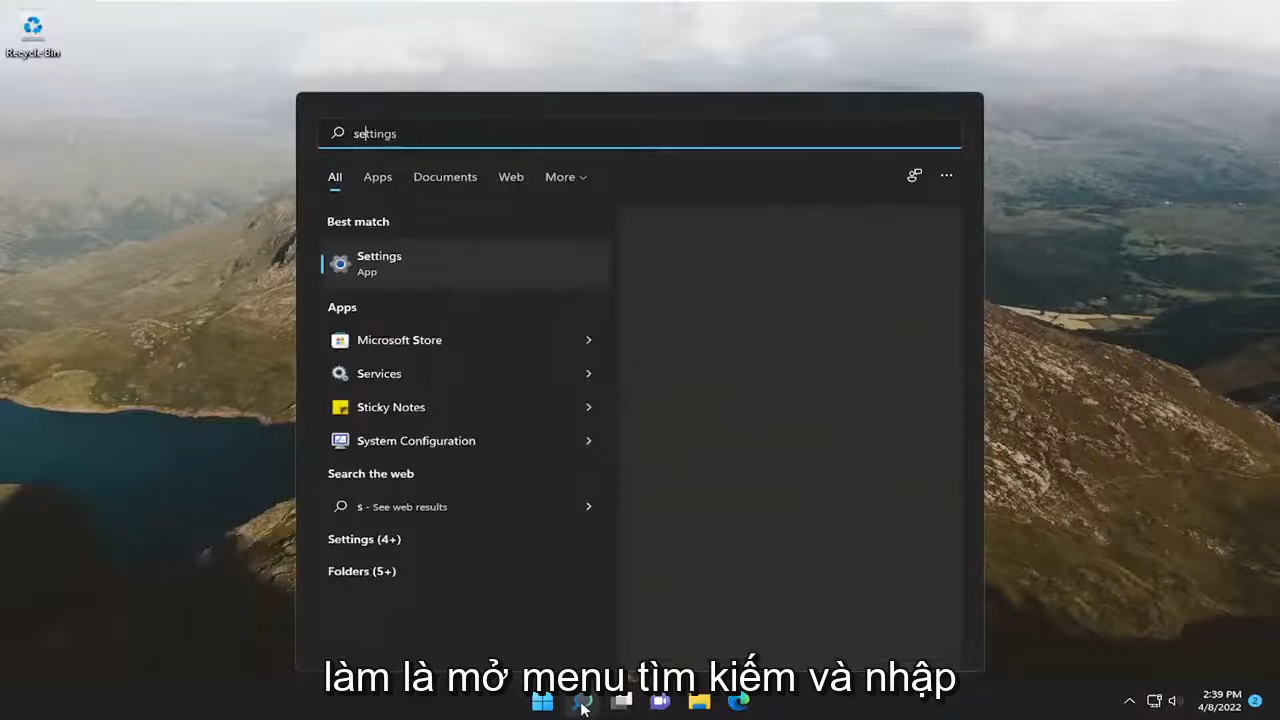 Recycle Bin
settings
All Apps Documents Web More
Best match
Settings
App
Apps
Microsoft Store
Services
Sticky Notes
System Configuration
Search the web
s - See web results
Settings (4+)
Folders (5+)
làm là mở menu tìm kiếm và nhập
2:39 PM
4/8/2022
2